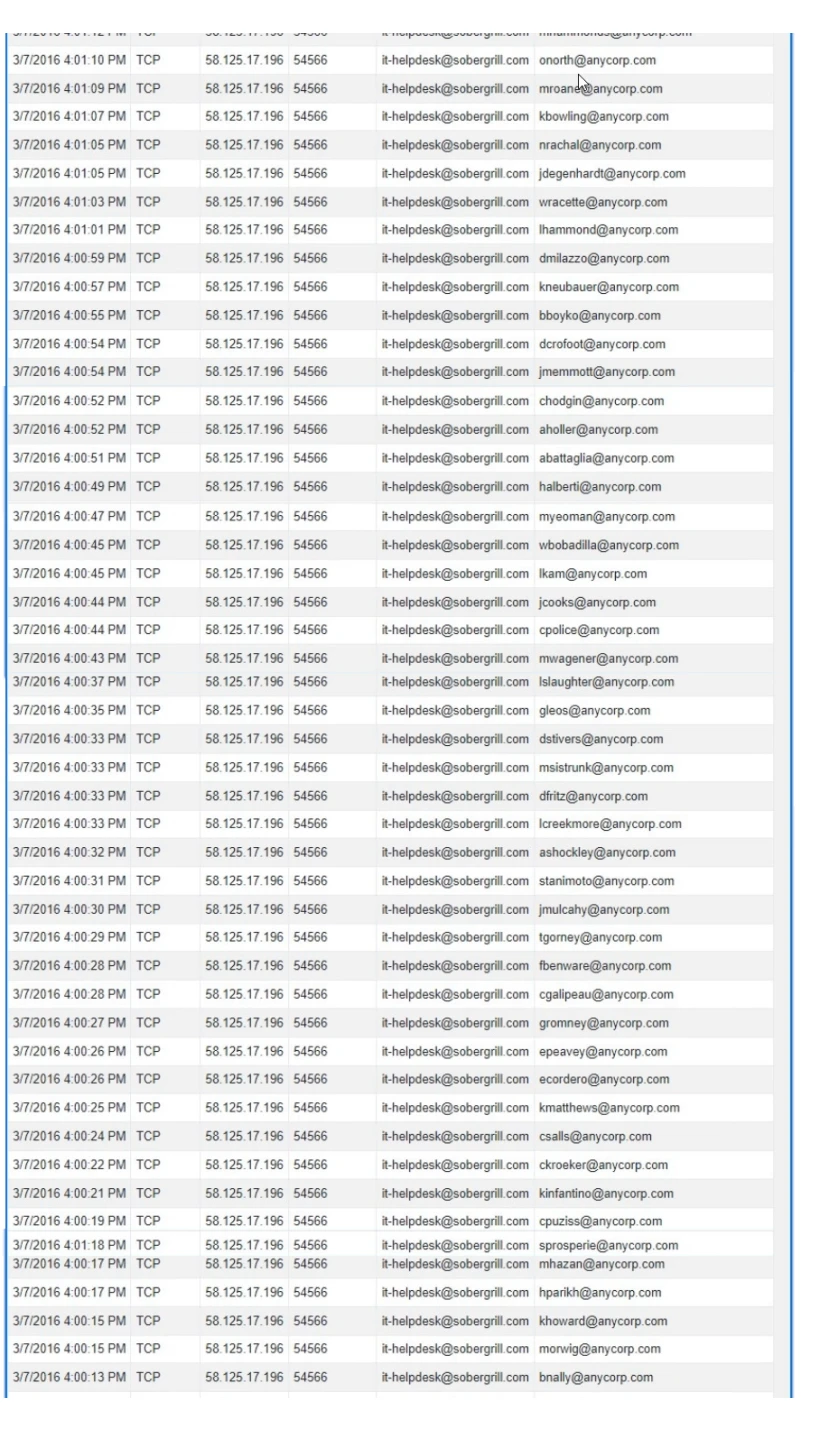 3/7/2016 4:01:10 PM TCP 58.125.17.196 54566 it-helpdesk@sobergrill.com onorth@anycorp.com
3/7/2016 4:01:09 PM TCP 58.125.17.196 54566 it-helpdesk@sobergrill.com mroane@anycorp.com
3/7/2016 4:01:07 PM TCP 58.125.17.196 54566 it-helpdesk@sobergrill.com kbowling@anycorp.com
3/7/2016 4:01:05 PM TCP 58.125.17.196 54566 it-helpdesk@sobergrill.com nrachal@anycorp.com
3/7/2016 4:01:05 PM TCP 58.125.17.196 54566 it-helpdesk@sobergrill.com jdegenhardt@anycorp.com
3/7/2016 4:01:03 PM TCP 58.125.17.196 54566 it-helpdesk@sobergrill.com wracette@anycorp.com
3/7/2016 4:01:01 PM TCP 58.125.17.196 54566 it-helpdesk@sobergrill.com lhammond@anycorp.com
3/7/2016 4:00:59 PM TCP 58.125.17.196 54566 it-helpdesk@sobergrill.com dmilazzo@anycorp.com
3/7/2016 4:00:57 PM TCP 58.125.17.196 54566 it-helpdesk@sobergrill.com kneubauer@anycorp.com
3/7/2016 4:00:55 PM TCP 58.125.17.196 54566 it-helpdesk@sobergrill.com bboyko@anycorp.com
3/7/2016 4:00:54 PM TCP 58.125.17.196 54566 it-helpdesk@sobergrill.com dcrofoot@anycorp.com
3/7/2016 4:00:54 PM TCP 58.125.17.196 54566 it-helpdesk@sobergrill.com jmemmott@anycorp.com
3/7/2016 4:00:52 PM TCP 58.125.17.196 54566 it-helpdesk@sobergrill.com chodgin@anycorp.com
3/7/2016 4:00:52 PM TCP 58.125.17.196 54566 it-helpdesk@sobergrill.com aholler@anycorp.com
3/7/2016 4:00:51 PM TCP 58.125.17.196 54566 it-helpdesk@sobergrill.com abattaglia@anycorp.com
3/7/2016 4:00:49 PM TCP 58.125.17.196 54566 it-helpdesk@sobergrill.com halberti@anycorp.com
3/7/2016 4:00:47 PM TCP 58.125.17.196 54566 it-helpdesk@sobergrill.com myeoman@anycorp.com
3/7/2016 4:00:45 PM TCP 58.125.17.196 54566 it-helpdesk@sobergrill.com wbobadilla@anycorp.com
3/7/2016 4:00:45 PM TCP 58.125.17.196 54566 it-helpdesk@sobergrill.com lkam@anycorp.com
3/7/2016 4:00:44 PM TCP 58.125.17.196 54566 it-helpdesk@sobergrill.com jcooks@anycorp.com
3/7/2016 4:00:44 PM TCP 58.125.17.196 54566 it-helpdesk@sobergrill.com cpolice@anycorp.com
3/7/2016 4:00:43 PM TCP 58.125.17.196 54566 it-helpdesk@sobergrill.com mwagener@anycorp.com
3/7/2016 4:00:37 PM TCP 58.125.17.196 54566 it-helpdesk@sobergrill.com lslaughter@anycorp.com
3/7/2016 4:00:35 PM TCP 58.125.17.196 54566 it-helpdesk@sobergrill.com gleos@anycorp.com
3/7/2016 4:00:33 PM TCP 58.125.17.196 54566 it-helpdesk@sobergrill.com dstivers@anycorp.com
3/7/2016 4:00:33 PM TCP 58.125.17.196 54566 it-helpdesk@sobergrill.com msistrunk@anycorp.com
3/7/2016 4:00:33 PM TCP 58.125.17.196 54566 it-helpdesk@sobergrill.com dfritz@anycorp.com
3/7/2016 4:00:33 PM TCP 58.125.17.196 54566 it-helpdesk@sobergrill.com lcreekmore@anycorp.com
3/7/2016 4:00:32 PM TCP 58.125.17.196 54566 it-helpdesk@sobergrill.com ashockley@anycorp.com
3/7/2016 4:00:31 PM TCP 58.125.17.196 54566 it-helpdesk@sobergrill.com stanimoto@anycorp.com
3/7/2016 4:00:30 PM TCP 58.125.17.196 54566 it-helpdesk@sobergrill.com jmulcahy@anycorp.com
3/7/2016 4:00:29 PM TCP 58.125.17.196 54566 it-helpdesk@sobergrill.com tgorney@anycorp.com
3/7/2016 4:00:28 PM TCP 58.125.17.196 54566 it-helpdesk@sobergrill.com fbenware@anycorp.com
3/7/2016 4:00:28 PM TCP 58.125.17.196 54566 it-helpdesk@sobergrill.com cgalipeau@anycorp.com
3/7/2016 4:00:27 PM TCP 58.125.17.196 54566 it-helpdesk@sobergrill.com gromney@anycorp.com
3/7/2016 4:00:26 PM TCP 58.125.17.196 54566 it-helpdesk@sobergrill.com epeavey@anycorp.com
3/7/2016 4:00:26 PM TCP 58.125.17.196 54566 it-helpdesk@sobergrill.com ecordero@anycorp.com
3/7/2016 4:00:25 PM TCP 58.125.17.196 54566 it-helpdesk@sobergrill.com kmatthews@anycorp.com
3/7/2016 4:00:24 PM TCP 58.125.17.196 54566 it-helpdesk@sobergrill.com csalls@anycorp.com
3/7/2016 4:00:22 PM TCP 58.125.17.196 54566 it-helpdesk@sobergrill.com ckroeker@anycorp.com
3/7/2016 4:00:21 PM TCP 58.125.17.196 54566 it-helpdesk@sobergrill.com kinfantino@anycorp.com
3/7/2016 4:00:19 PM TCP 58.125.17.196 54566 it-helpdesk@sobergrill.com cpuziss@anycorp.com
3/7/2016 4:01:18 PM TCP 58.125.17.196 54566 it-helpdesk@sobergrill.com sprosperie@anycorp.com
3/7/2016 4:00:17 PM TCP 58.125.17.196 54566 it-helpdesk@sobergrill.com mhazan@anycorp.com
3/7/2016 4:00:17 PM TCP 58.125.17.196 54566 it-helpdesk@sobergrill.com hparikh@anycorp.com
3/7/2016 4:00:15 PM TCP 58.125.17.196 54566 it-helpdesk@sobergrill.com khoward@anycorp.com
3/7/2016 4:00:15 PM TCP 58.125.17.196 54566 it-helpdesk@sobergrill.com morwig@anycorp.com
3/7/2016 4:00:13 PM TCP 58.125.17.196 54566 it-helpdesk@sobergrill.com bnally@anycorp.com